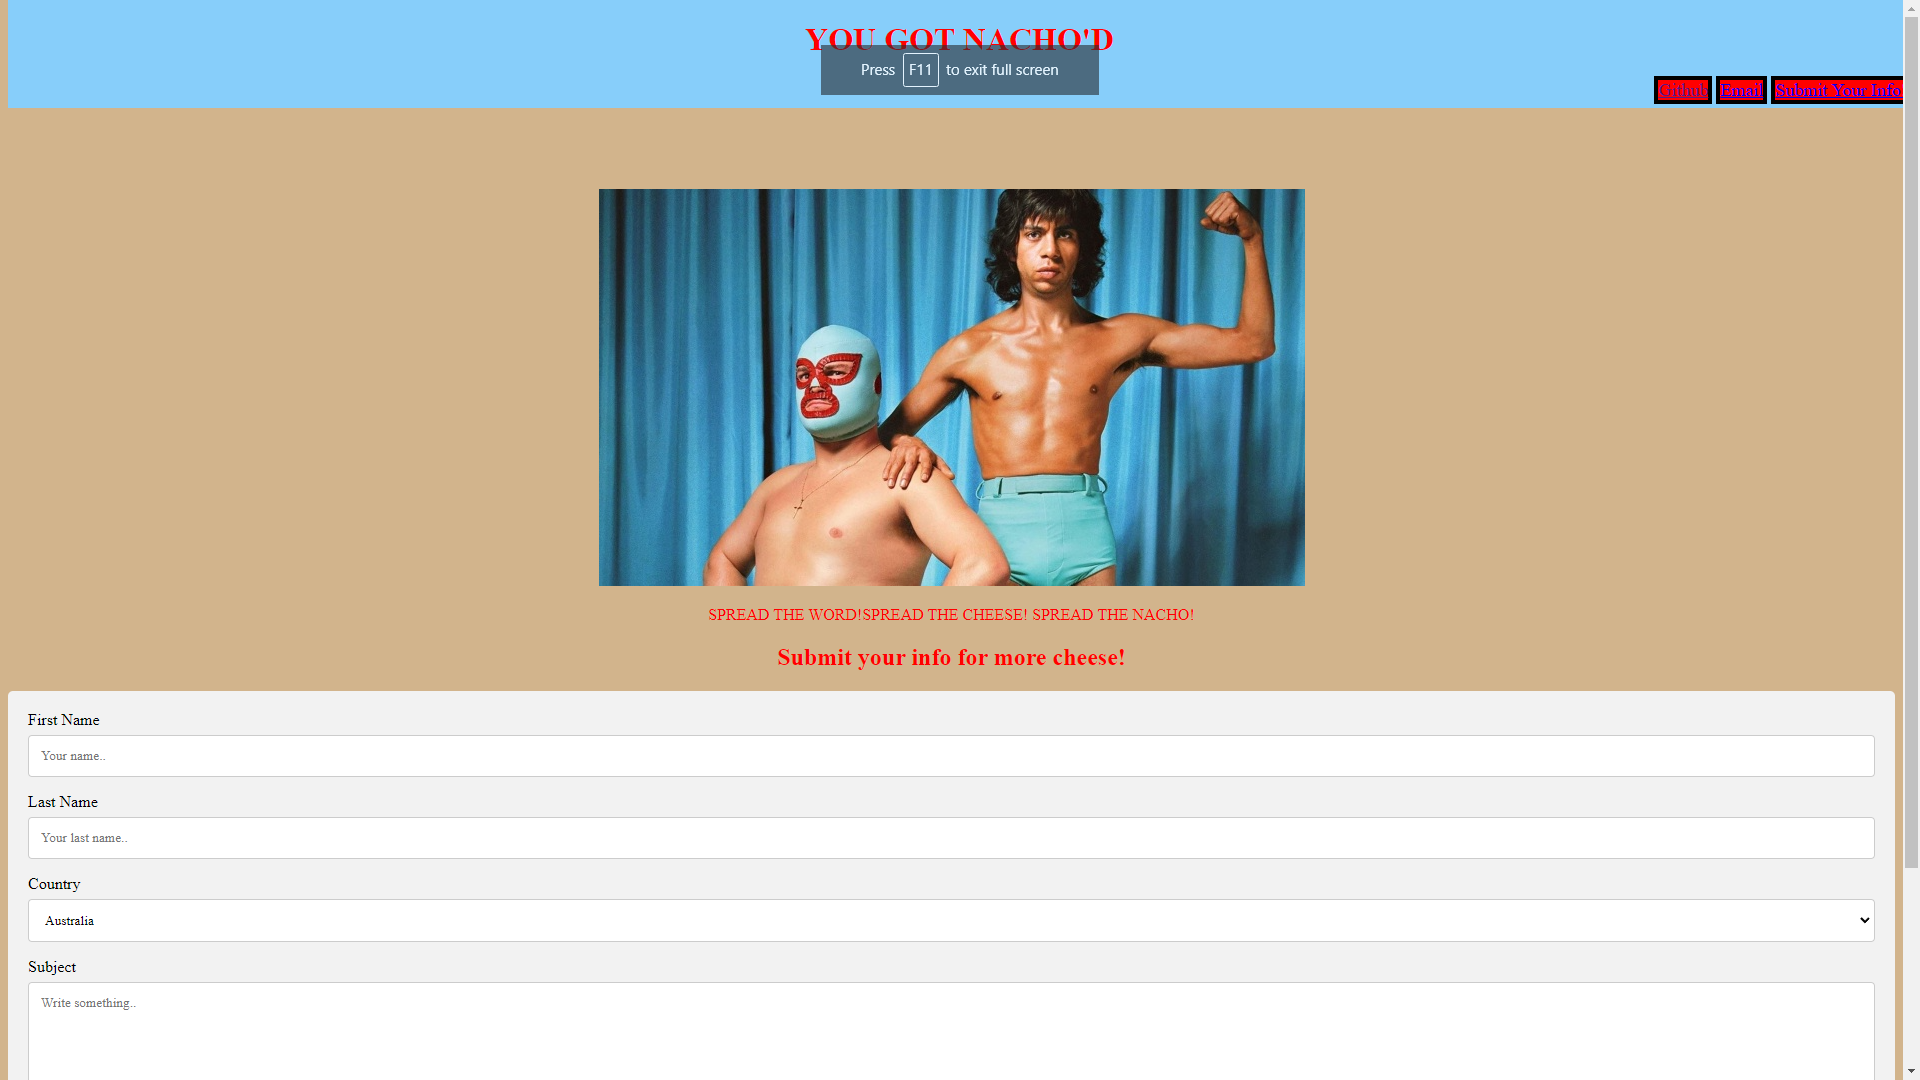 YOU GOT NACHO'D
Press F11 to exit full screen
Github Email Submit Your Info
SPREAD THE WORD!SPREAD THE CHEESE! SPREAD THE NACHO!
Submit your info for more cheese!
First Name
Your name..
Last Name
Your last name..
Country
Australia
Subject
Write something..